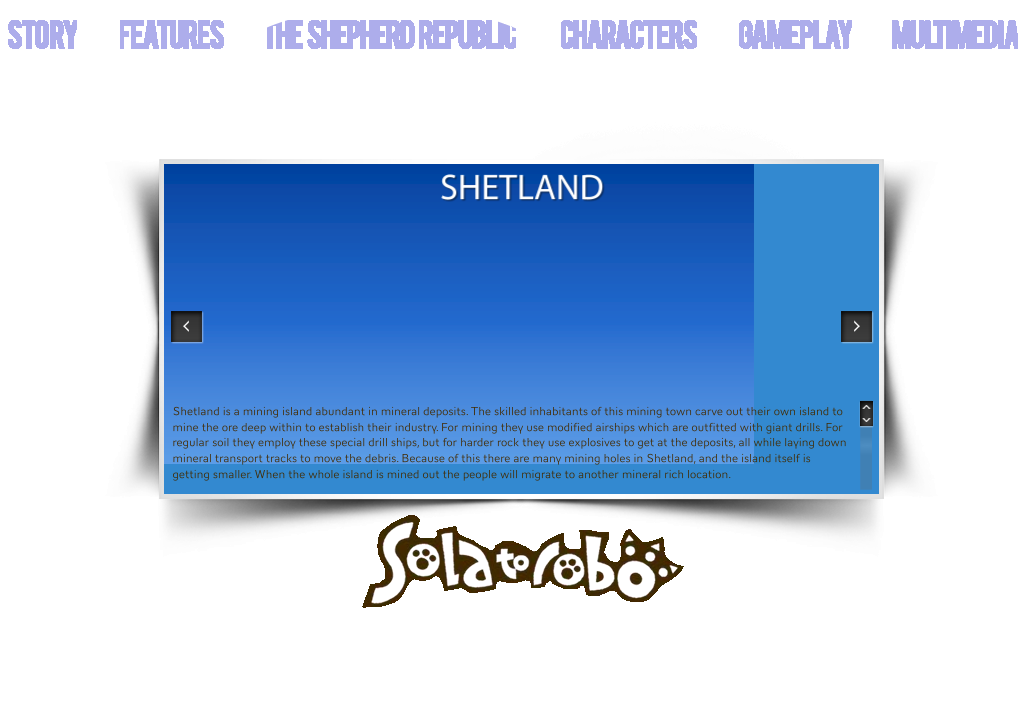 STORY FEATURES THE SHEPHERD REPUBLIC CHARACTERS GAMEPLAY MULTIMEDIA
SHETLAND
Shetland is a mining island abundant in mineral deposits. The skilled inhabitants of this mining town carve out their own island to
mine the ore deep within to establish their industry. For mining they use modified airships which are outfitted with giant drills. For
regular soil they employ these special drill ships, but for harder rock they use explosives to get at the deposits, all while laying down
mineral transport tracks to move the debris. Because of this there are many mining holes in Shetland, and the island itself is
getting smaller. When the whole island is mined out the people will migrate to another mineral rich location.
Solatorobo